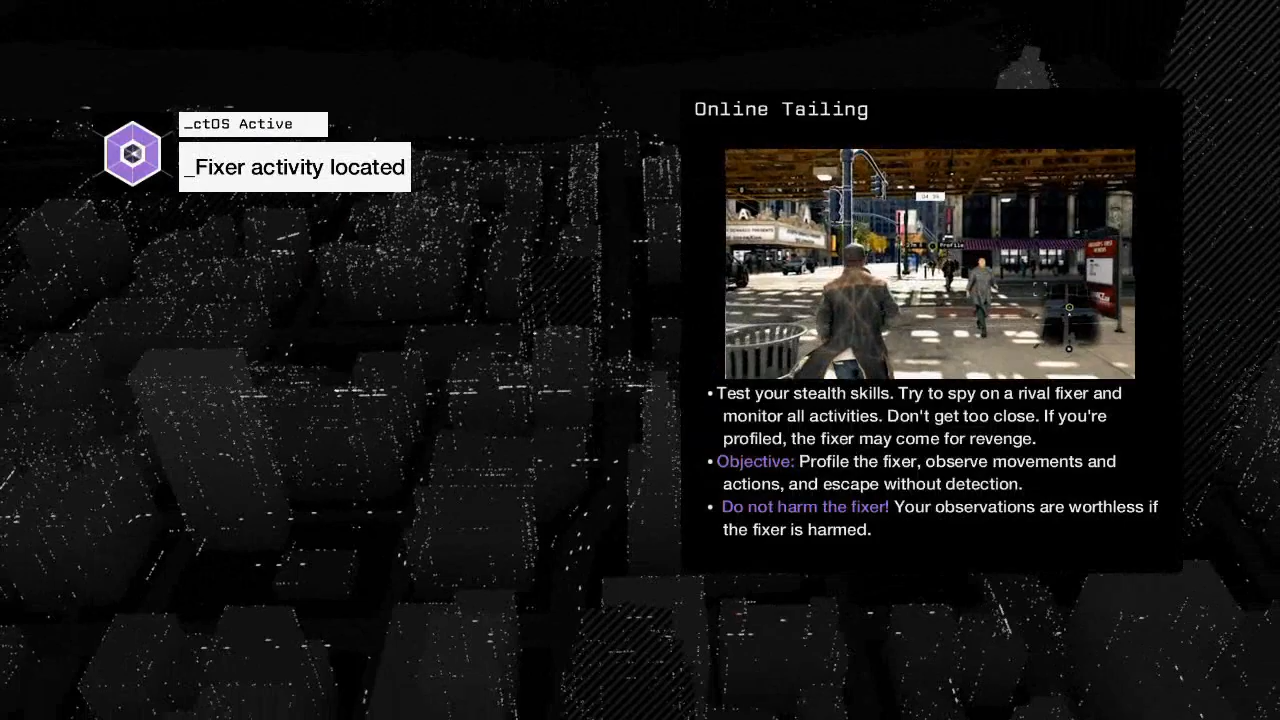 _ctOS Active
_Fixer activity located
Online Tailing
Profile
• Test your stealth skills. Try to spy on a rival fixer and
monitor all activities. Don't get too close. If you're
profiled, the fixer may come for revenge.
• Objective: Profile the fixer, observe movements and
actions, and escape without detection.
• Do not harm the fixer! Your observations are worthless if
the fixer is harmed.